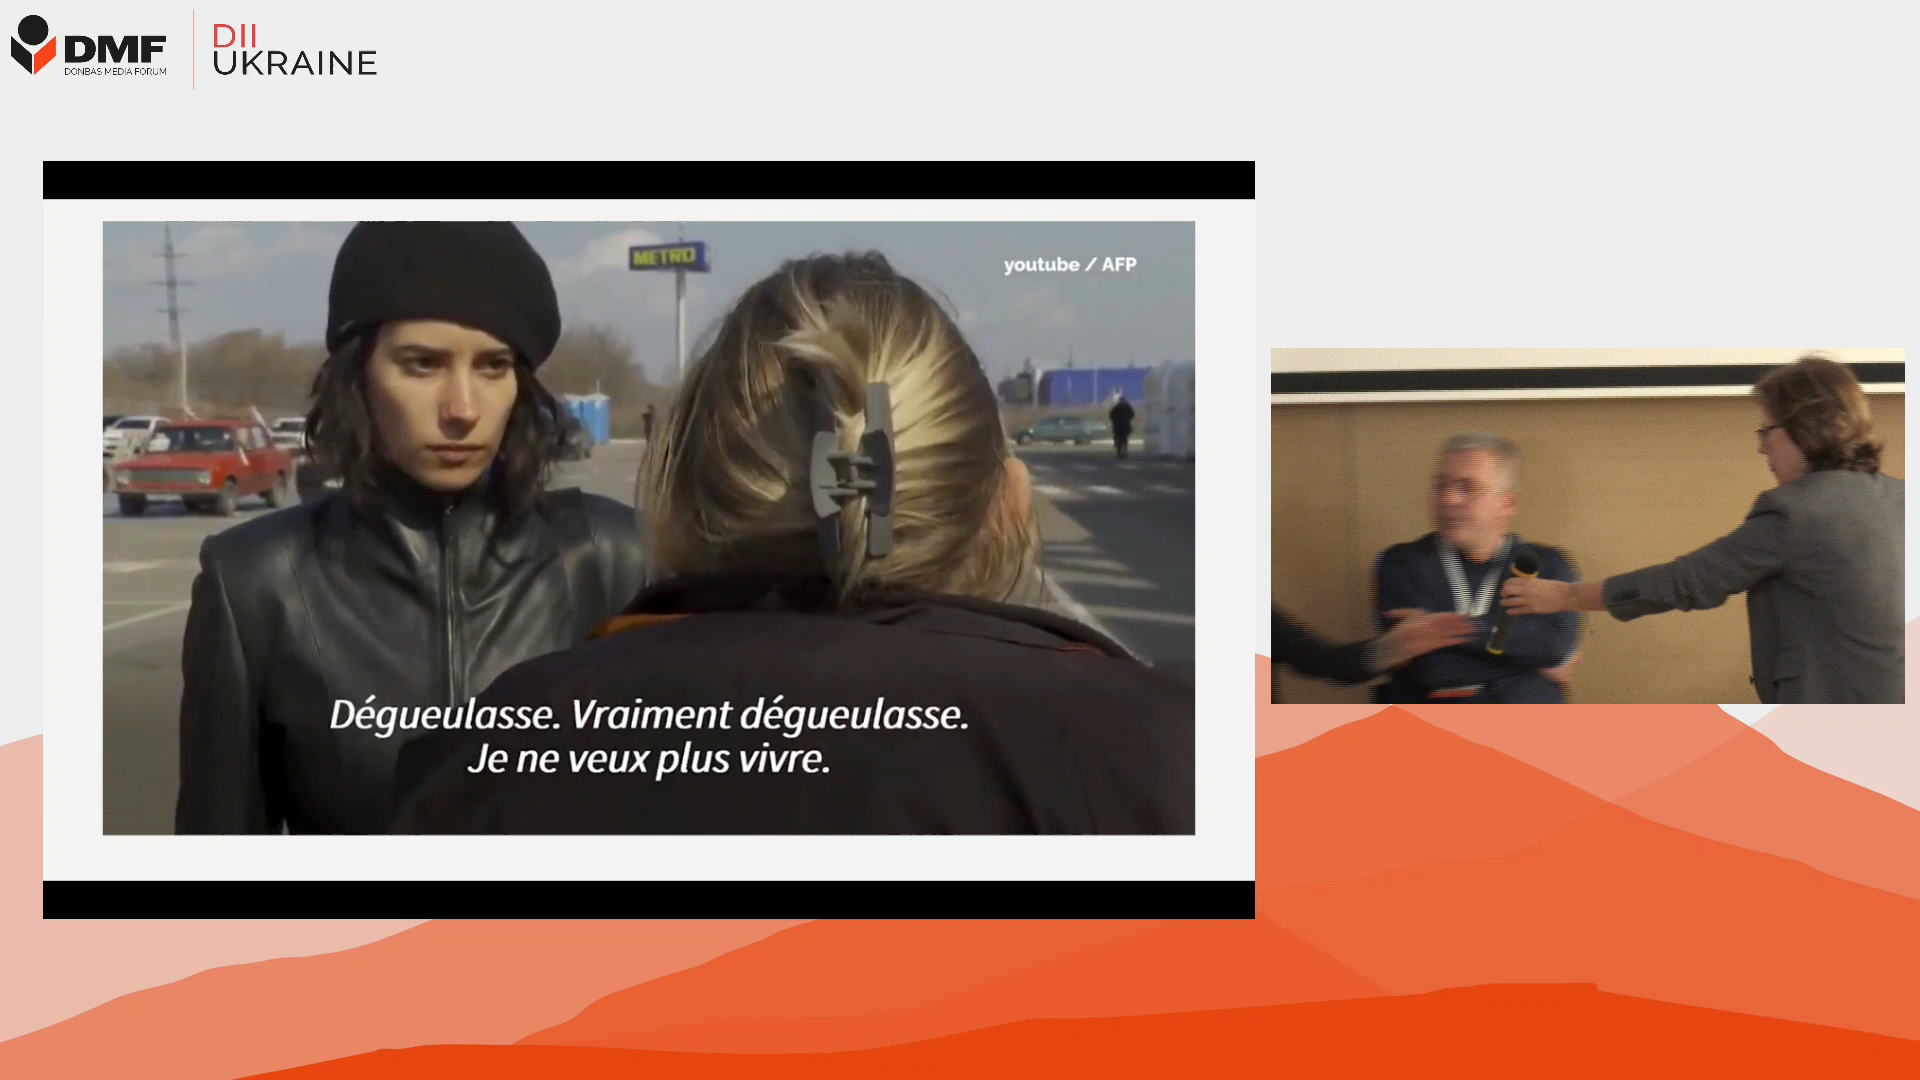 DMF
DONBAS MEDIA FORUM
DII
UKRAINE
METRO
youtube / AFP
Dégueulasse. Vraiment dégueulasse.
Je ne veux plus vivre.